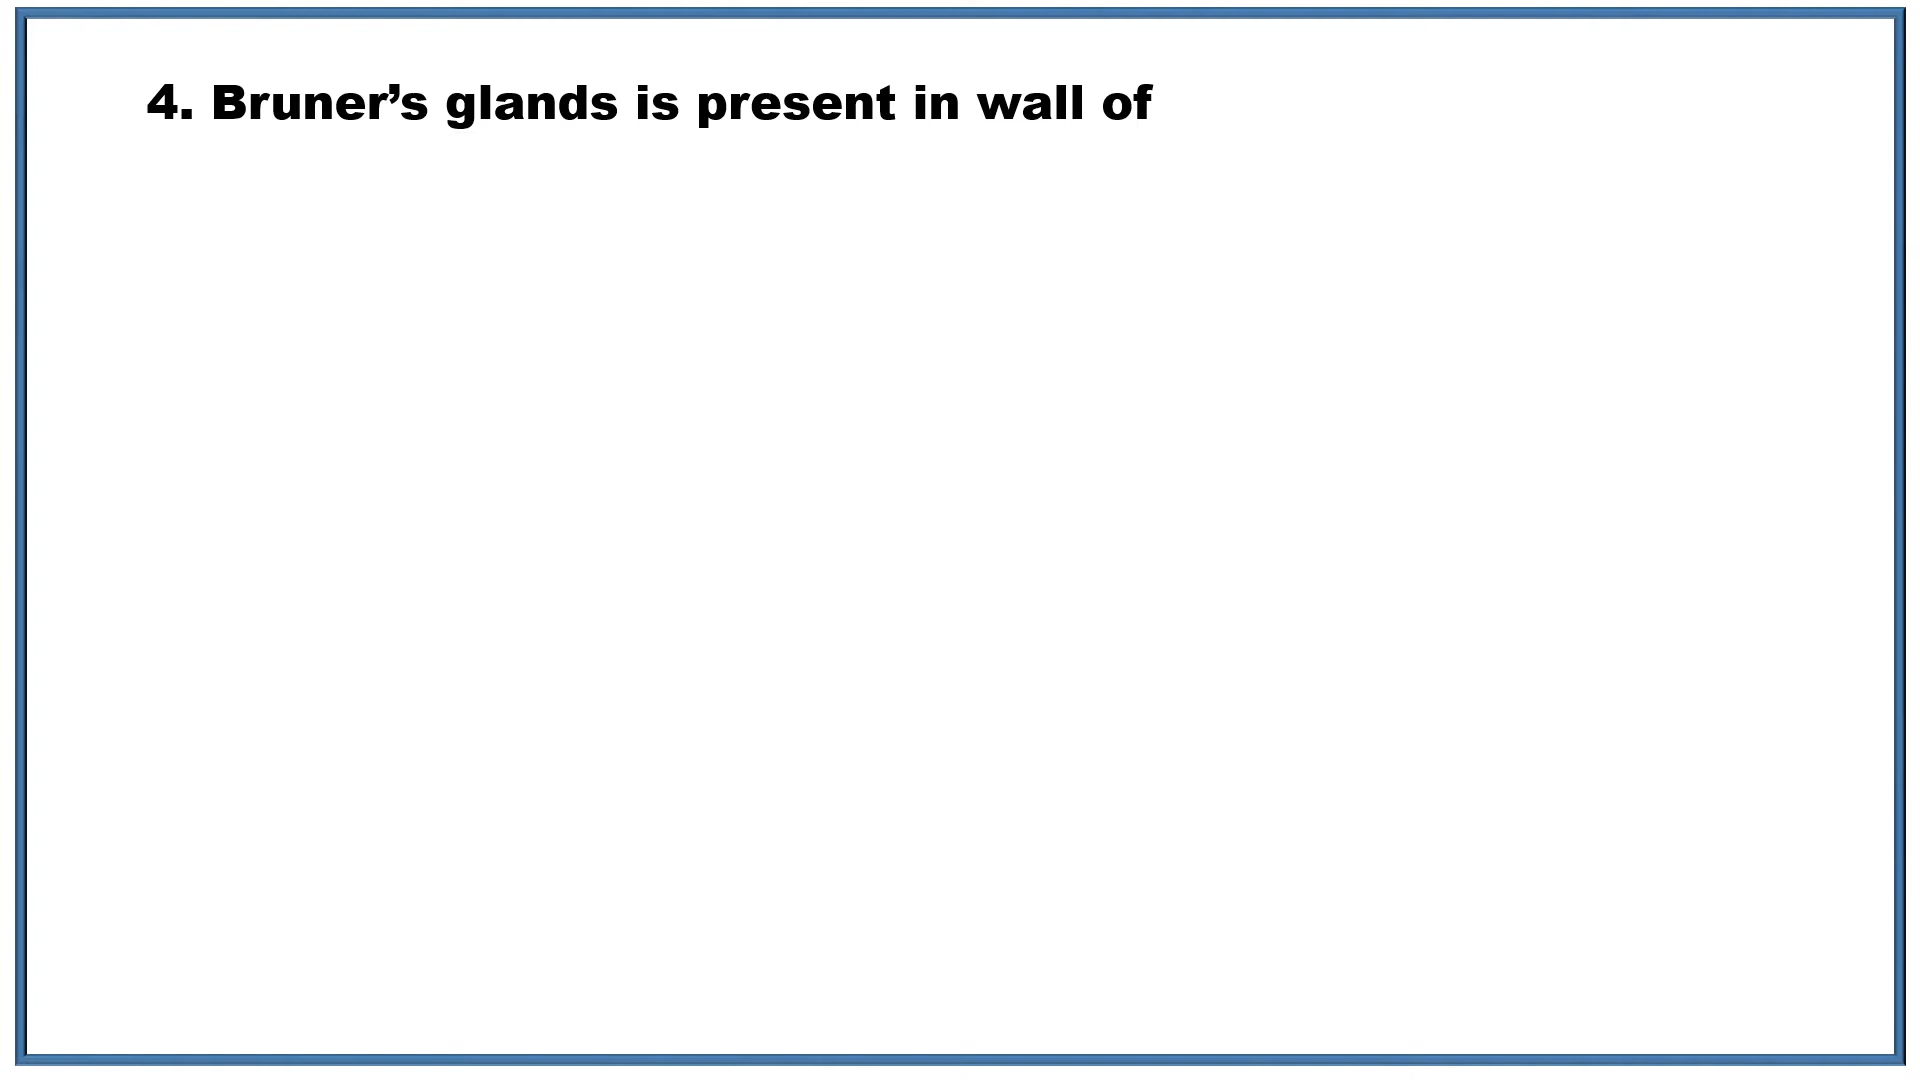 4. Bruner’s glands is present in wall of